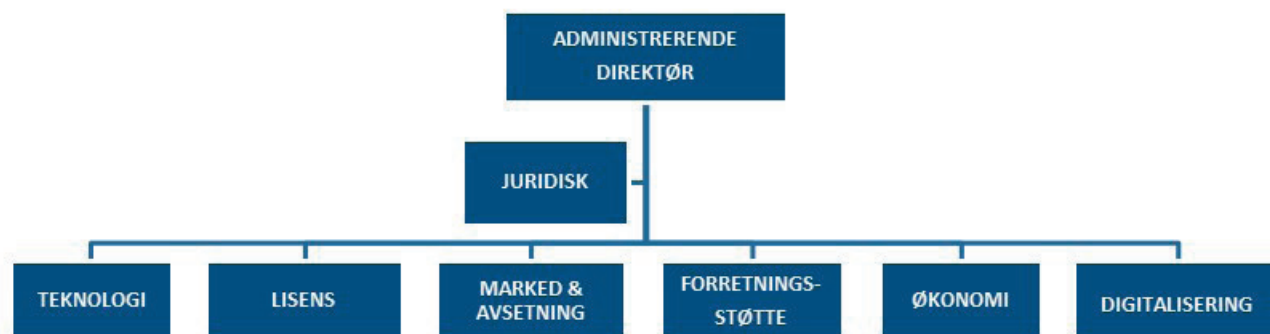 ADMINISTRERENDE
DIREKTØR
JURIDISK
TEKNOLOGI
LISENS
MARKED &
AVSETNING
FORRETNINGS-
STØTTE
ØKONOMI
DIGITALISERING